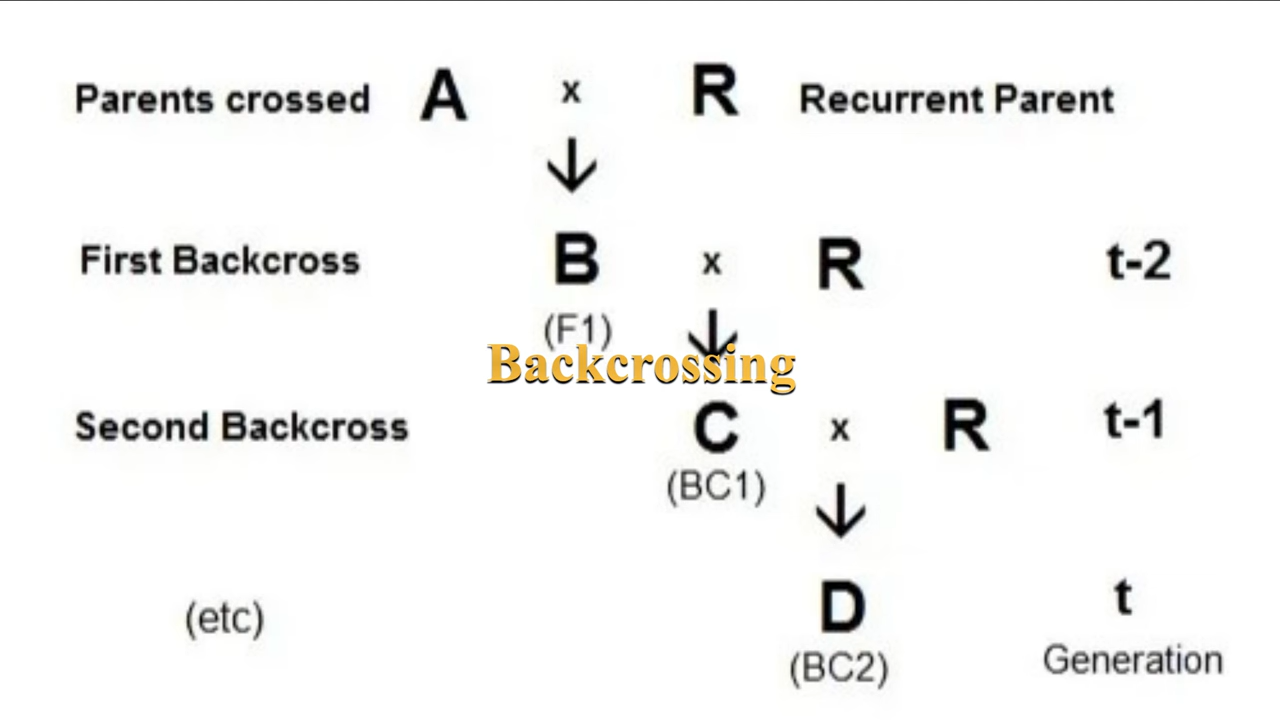 Parents crossed A x R Recurrent Parent
First Backcross B x R t-2
(F1)
Backcrossing
Second Backcross C x R t-1
(BC1)
(etc) D t
(BC2) Generation